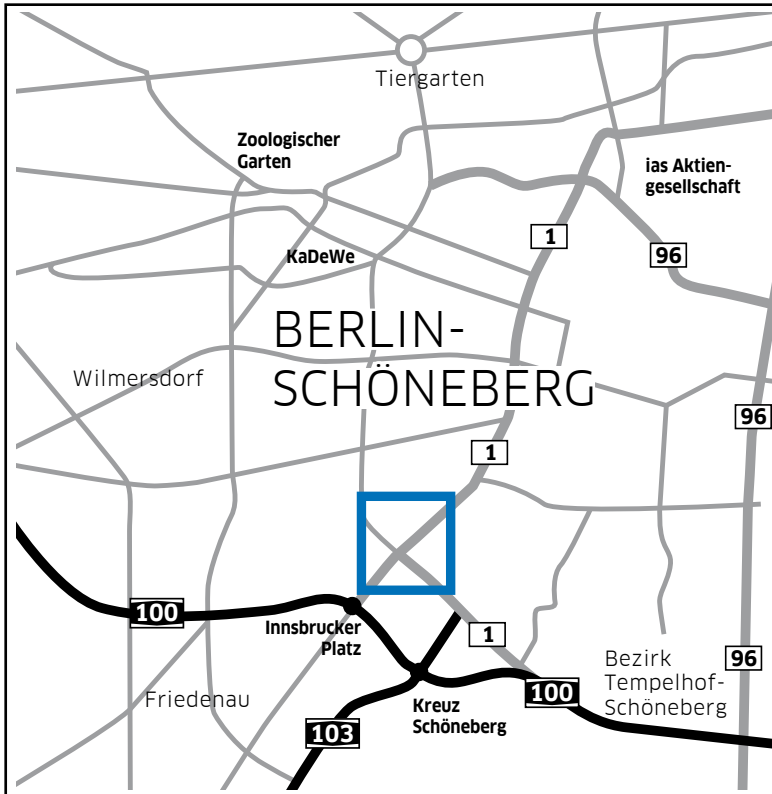 Tiergarten
Zoologischer
Garten
ias Aktien-
gesellschaft
1
96
KaDeWe
BERLIN-
SCHÖNEBERG
Wilmersdorf
96
1
100
Innsbrucker
Platz
1
Bezirk
Tempelhof-
Schöneberg
96
Friedenau
100
Kreuz
Schöneberg
103